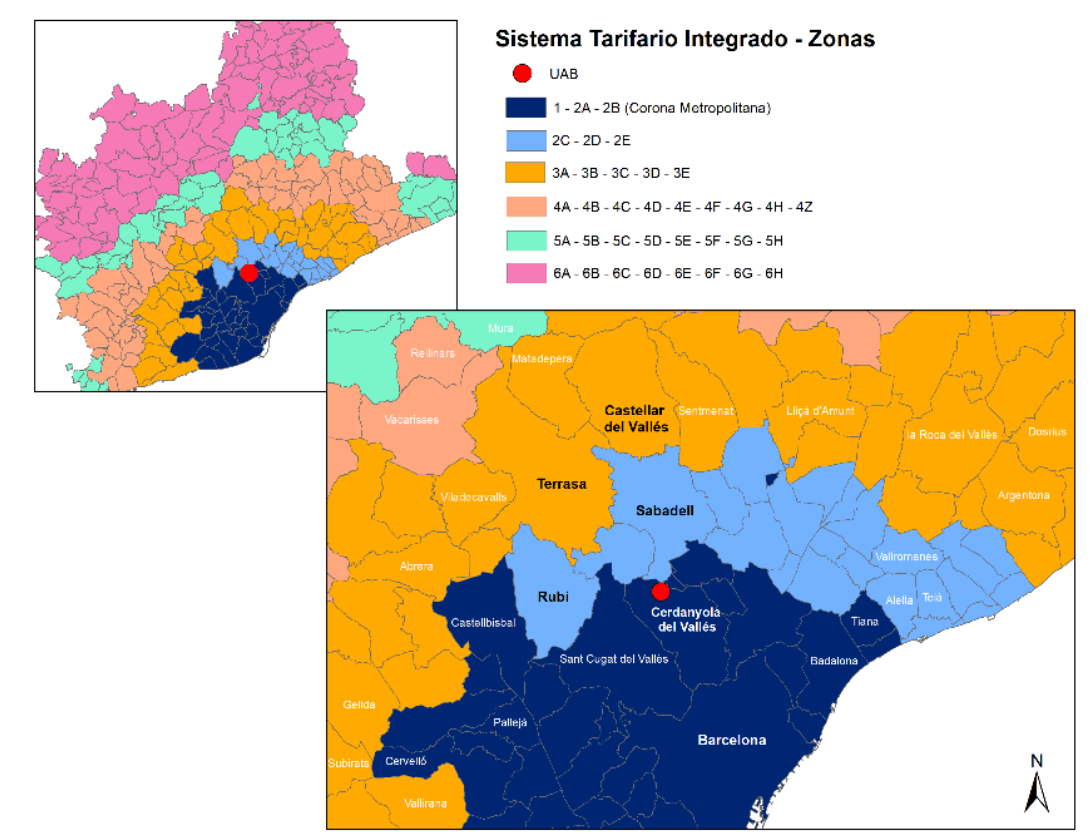 Sistema Tarifario Integrado - Zonas
UAB
1 - 2A - 2B (Corona Metropolitana)
2C - 2D - 2E
3A - 3B - 3C - 3D - 3E
4A - 4B - 4C - 4D - 4E - 4F - 4G - 4H - 4Z
5A - 5B - 5C - 5D - 5E - 5F - 5G - 5H
6A - 6B - 6C - 6D - 6E - 6F - 6G - 6H
Mura
Rellinars
Matadepera
Vacarisses
Castellar
del Vallés
Sentmenat
Lliçà d'Amunt
la Roca del Vallès
Dosrius
Terrasa
Viladecavalls
Sabadell
Argentona
Abrera
Vallromanes
Rubí
Alella
Teià
Castellbisbal
Cerdanyola
del Vallés
Tiana
Sant Cugat del Vallès
Badalona
Gelida
Pallejà
Barcelona
Subirats
Cervelló
Vallirana
N